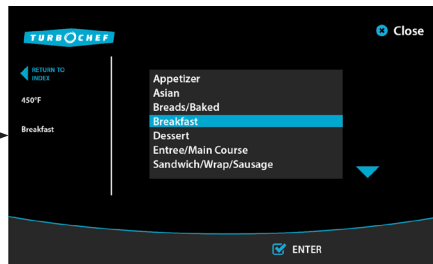 TURBOCHEF
Close
RETURN TO
INDEX
450°F
Breakfast
Appetizer
Asian
Breads/Baked
Breakfast
Dessert
Entree/Main Course
Sandwich/Wrap/Sausage
ENTER